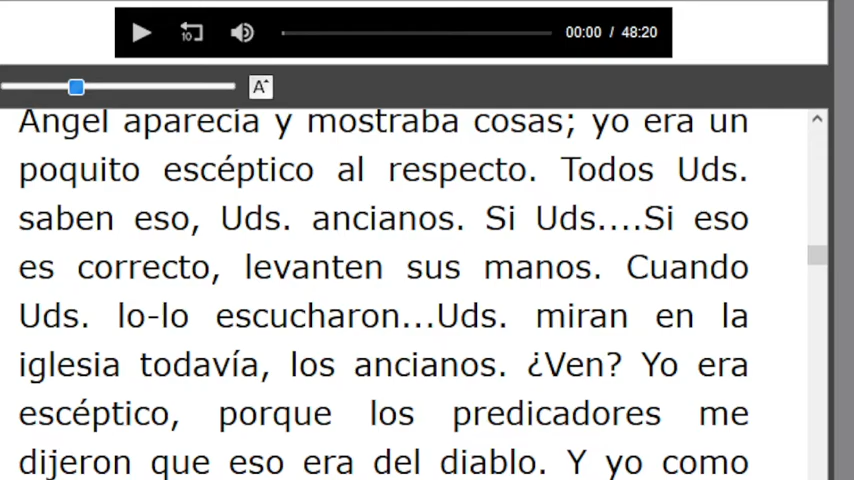 10
00:00 / 48:20
A
Angel aparecía y mostraba cosas; yo era un
poquito escéptico al respecto. Todos Uds.
saben eso, Uds. ancianos. Si Uds....Si eso
es correcto, levanten sus manos. Cuando
Uds. lo-lo escucharon...Uds. miran en la
iglesia todavía, los ancianos. ¿Ven? Yo era
escéptico, porque los predicadores me
dijeron que eso era del diablo. Y yo como